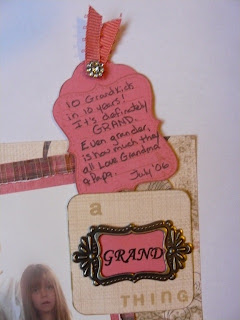 10 Grandkids
in 10 years!
It's definetely
GRAND.
Even grander,
is how much they
all Love Grandma
& Papa.
July '06
a
GRAND
THING